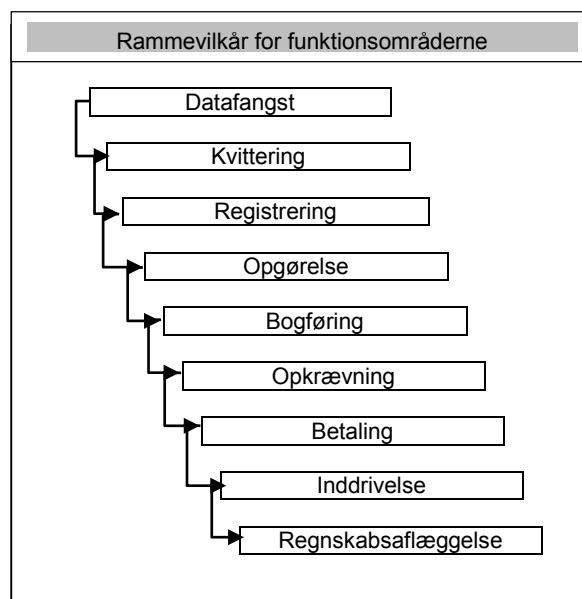 Rammevilkår for funktionsområderne
Datafangst
Kvittering
Registrering
Opgørelse
Bogføring
Opkrævning
Betaling
Inddrivelse
Regnskabsaflæggelse